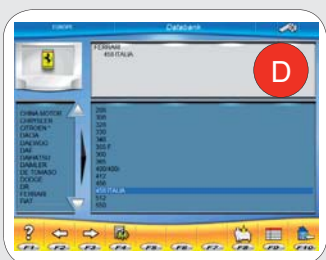 EUROPE
Databank
FERRARI
458 ITALIA
D
CHINA MOTOR
CHRYSLER
CITROEN *
DACIA
DAEWOO
DAF
DAIHATSU
DAIMLER
DE TOMASO
DODGE
DR
FERRARI
FIAT
208
308
328
330
348
360
365
400/400i
412
456
458 ITALIA
512
550
?
F1
F2
F3
F4
F5
F6
F7
F8
F9
F10